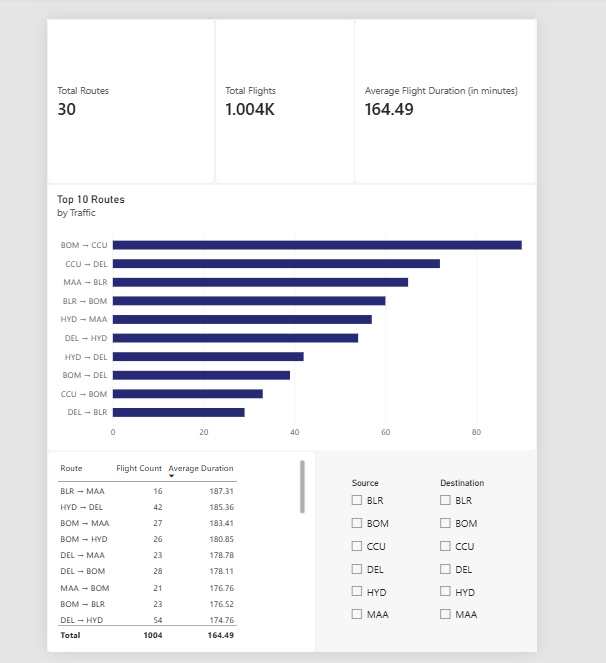 Total Routes
30
Total Flights
1.004K
Average Flight Duration (in minutes)
164.49
Top 10 Routes
by Traffic
BOM → CCU
CCU → DEL
MAA → BLR
BLR → BOM
HYD → MAA
DEL → HYD
HYD → DEL
BOM → DEL
CCU → BOM
DEL → BLR
0 20 40 60 80
Route Flight Count Average Duration
BLR → MAA 16 187.31
HYD → DEL 42 185.36
BOM → MAA 27 183.41
BOM → HYD 26 180.85
DEL → MAA 23 178.78
DEL → BOM 28 178.11
MAA → BOM 21 176.76
BOM → BLR 23 176.52
DEL → HYD 54 174.76
Total 1004 164.49
Source
BLR
BOM
CCU
DEL
HYD
MAA
Destination
BLR
BOM
CCU
DEL
HYD
MAA